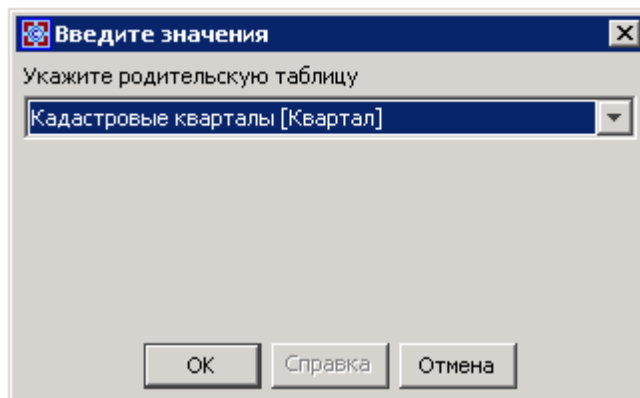 Введите значения
Укажите родительскую таблицу
Кадастровые кварталы [Квартал]
OK Справка Отмена